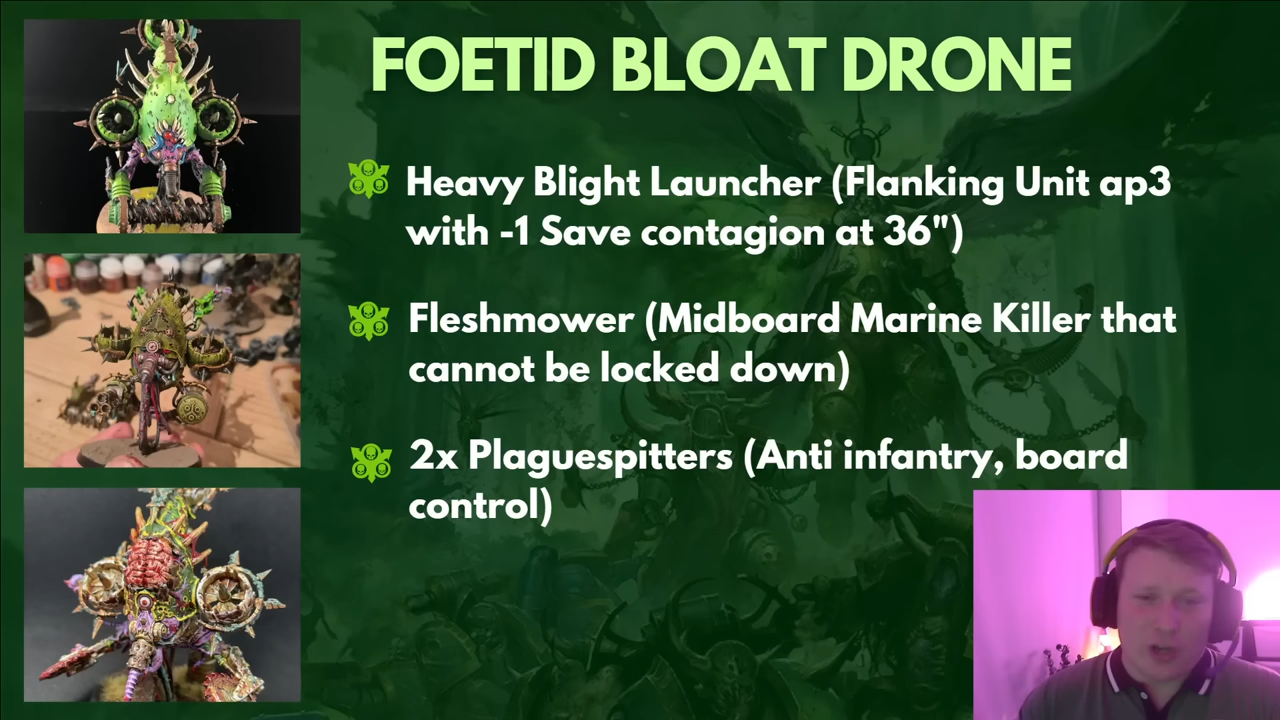 FOETID BLOAT DRONE
Heavy Blight Launcher (Flanking Unit ap3
with -1 Save contagion at 36")
Fleshmower (Midboard Marine Killer that
cannot be locked down)
2x Plaguespitters (Anti infantry, board
control)